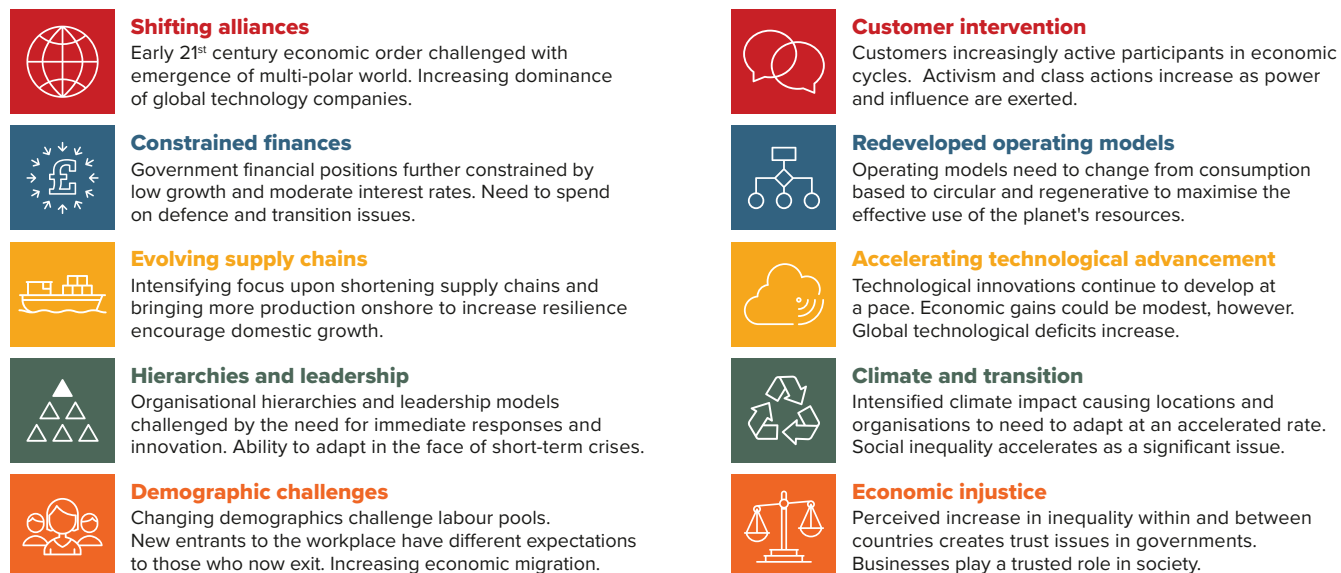 Shifting alliances
Early 21st century economic order challenged with
emergence of multi-polar world. Increasing dominance
of global technology companies.
Constrained finances
Government financial positions further constrained by
low growth and moderate interest rates. Need to spend
on defence and transition issues.
£
Evolving supply chains
Intensifying focus upon shortening supply chains and
bringing more production onshore to increase resilience
encourage domestic growth.
Hierarchies and leadership
Organisational hierarchies and leadership models
challenged by the need for immediate responses and
innovation. Ability to adapt in the face of short-term crises.
Demographic challenges
Changing demographics challenge labour pools.
New entrants to the workplace have different expectations
to those who now exit. Increasing economic migration.
Customer intervention
Customers increasingly active participants in economic
cycles.  Activism and class actions increase as power
and influence are exerted.
Redeveloped operating models
Operating models need to change from consumption
based to circular and regenerative to maximise the
effective use of the planet's resources.
Accelerating technological advancement
Technological innovations continue to develop at
a pace. Economic gains could be modest, however.
Global technological deficits increase.
Climate and transition
Intensified climate impact causing locations and
organisations to need to adapt at an accelerated rate.
Social inequality accelerates as a significant issue.
Economic injustice
Perceived increase in inequality within and between
countries creates trust issues in governments.
Businesses play a trusted role in society.